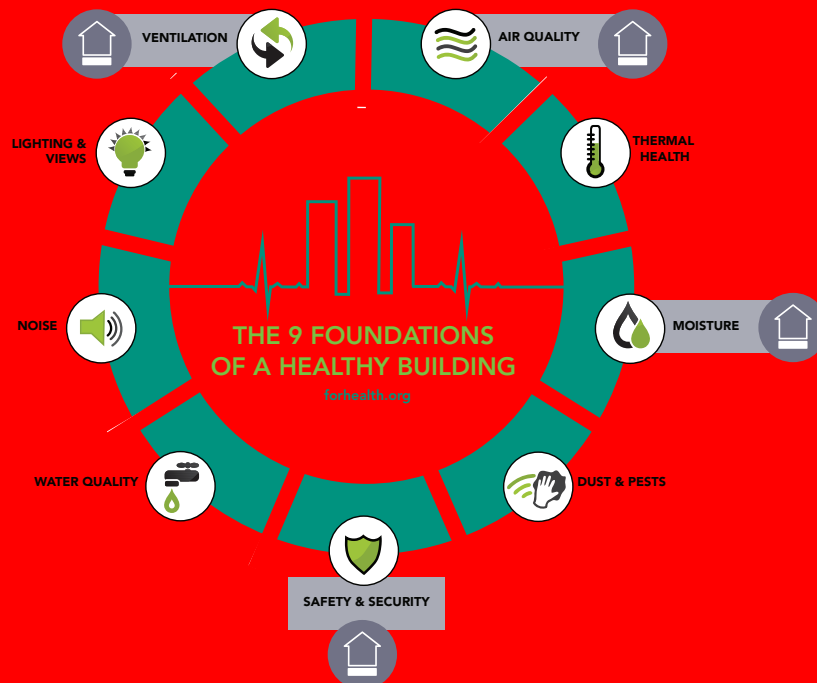 VENTILATION
AIR QUALITY
LIGHTING &
VIEWS
THERMAL
HEALTH
NOISE
MOISTURE
THE 9 FOUNDATIONS
OF A HEALTHY BUILDING
forhealth.org
WATER QUALITY
DUST & PESTS
SAFETY & SECURITY